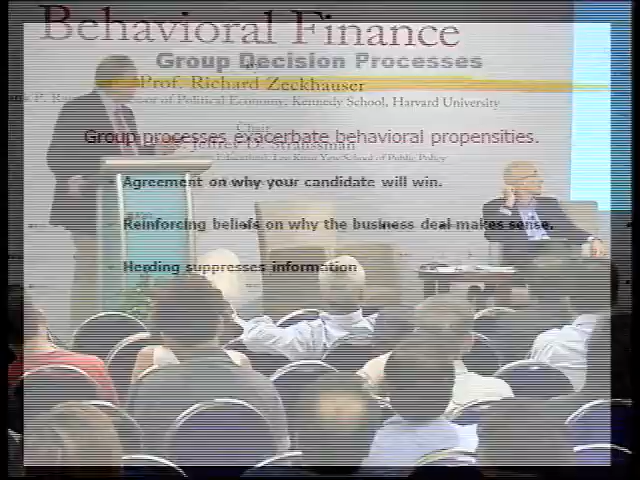 Behavioral Finance
Group Decision Processes
Prof. Richard Zeckhauser
of Political Economy, Kennedy School, Harvard University
Group processes exacerbate behavioral propensities.
Chair
Jeffrey D. Straussman
Lee Kuan Yew School of Public Policy
- Agreement on why your candidate will win.
- Reinforcing beliefs on why the business deal makes sense.
- Herding suppresses information